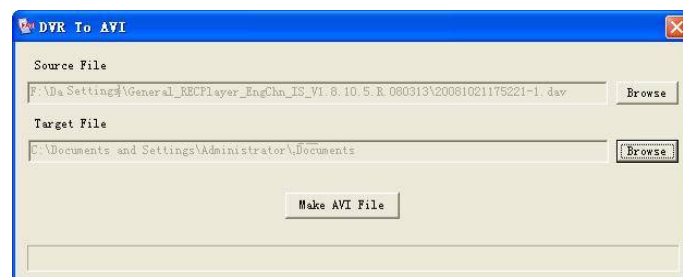 DVR To AVI
Source File
F:\Da Settings\General_RECPlayer_EngChn_IS_V1.8.10.5.R.080313\20081021175221-1.dav
Browse
Target File
C:\Documents and Settings\Administrator\,Documents
Browse
Make AVI File